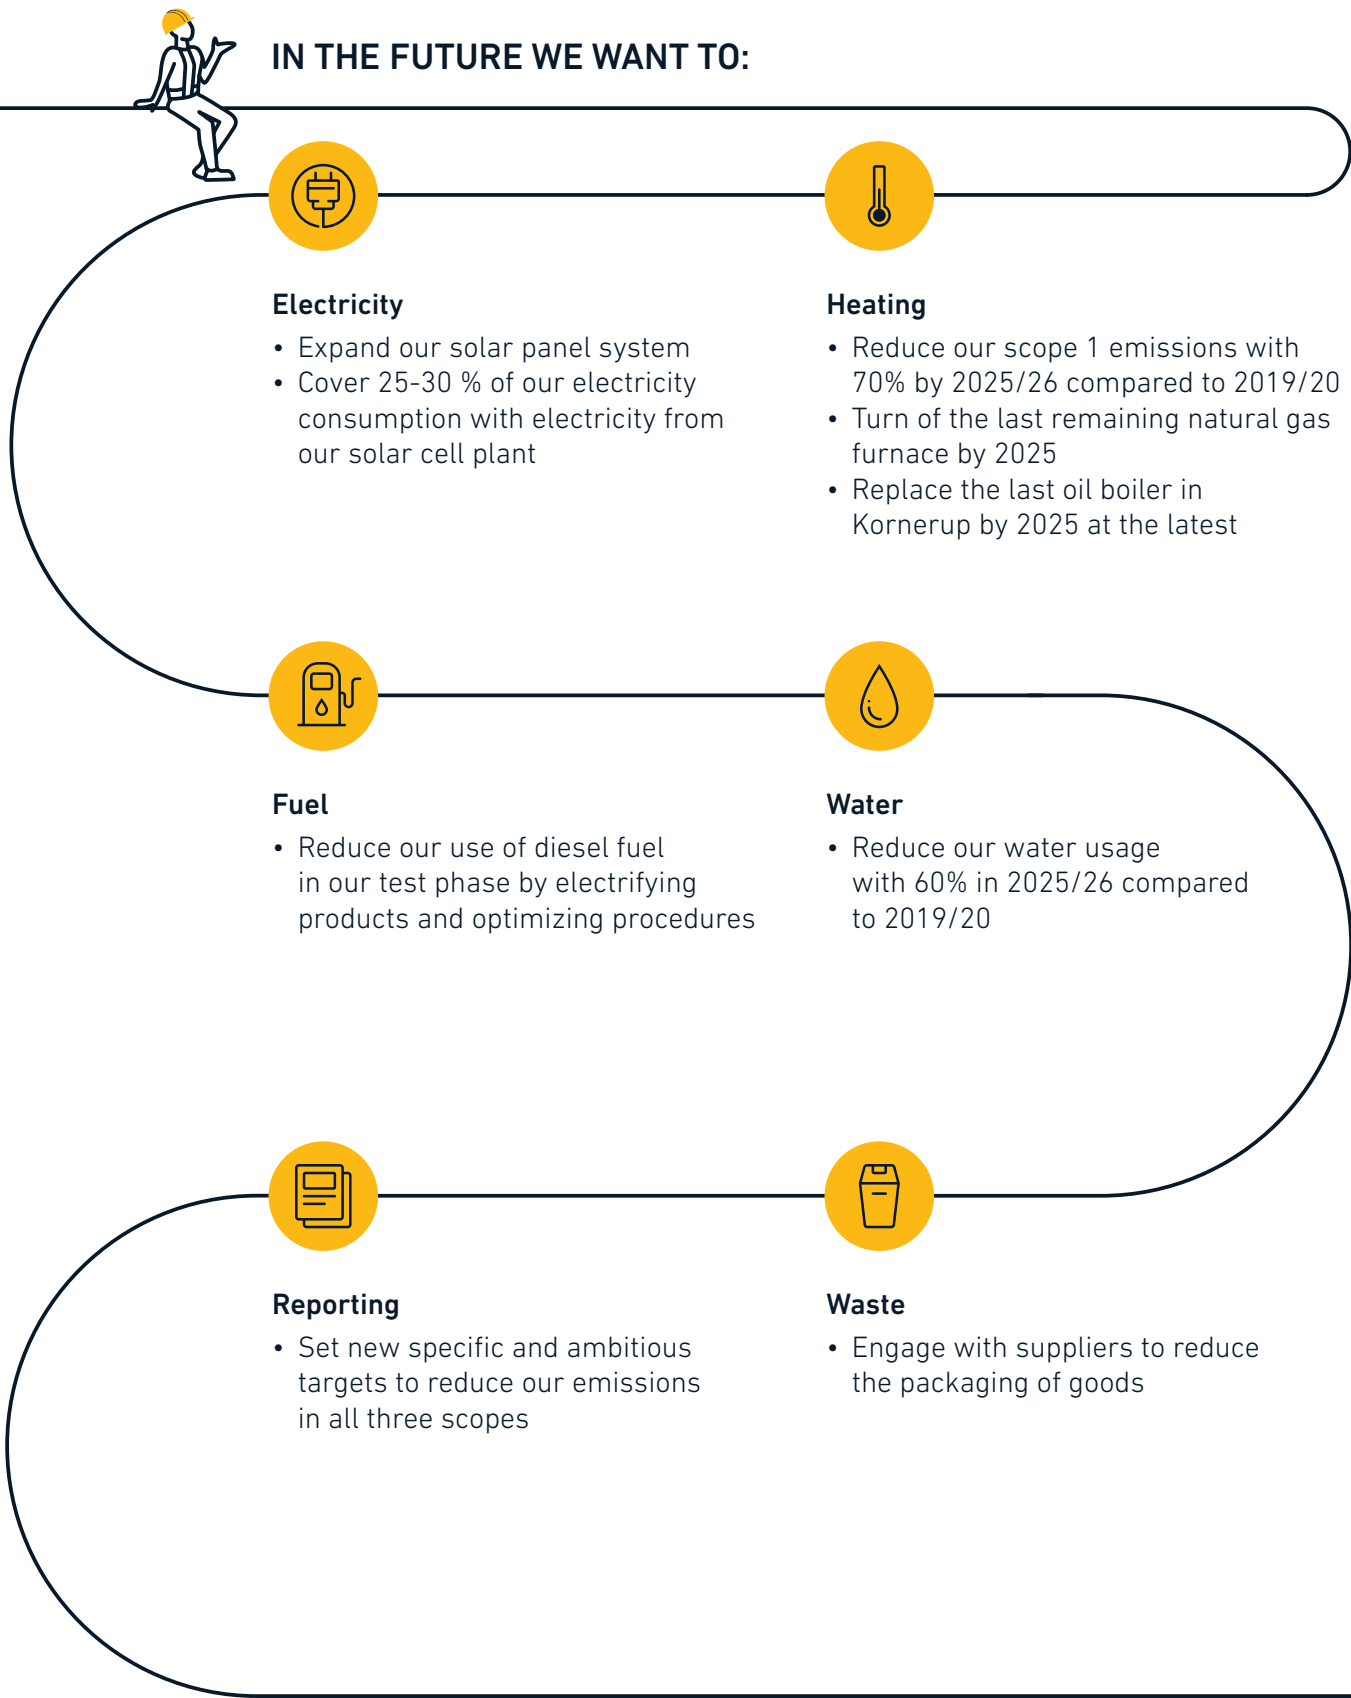 IN THE FUTURE WE WANT TO:
Electricity
• Expand our solar panel system
• Cover 25-30 % of our electricity
consumption with electricity from
our solar cell plant
Heating
• Reduce our scope 1 emissions with
70% by 2025/26 compared to 2019/20
• Turn of the last remaining natural gas
furnace by 2025
• Replace the last oil boiler in
Kornerup by 2025 at the latest
Fuel
• Reduce our use of diesel fuel
in our test phase by electrifying
products and optimizing procedures
Water
• Reduce our water usage
with 60% in 2025/26 compared
to 2019/20
Reporting
• Set new specific and ambitious
targets to reduce our emissions
in all three scopes
Waste
• Engage with suppliers to reduce
the packaging of goods